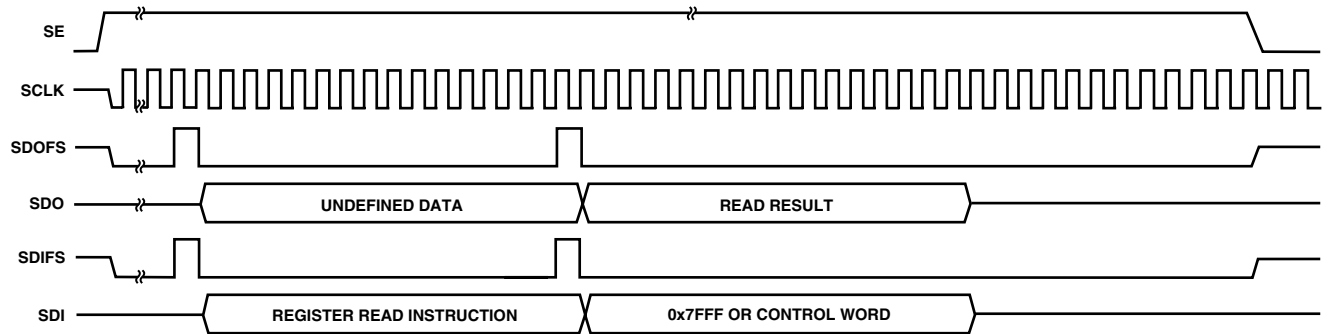 SE
SCLK
SDOFS
SDO UNDEFINED DATA READ RESULT
SDIFS
SDI REGISTER READ INSTRUCTION 0x7FFF OR CONTROL WORD